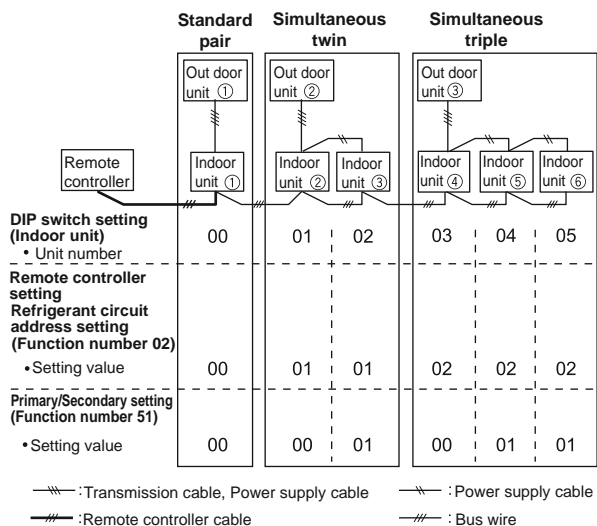 Standard pair
Simultaneous twin
Simultaneous triple
Out door unit ①
Out door unit ②
Out door unit ③
Remote controller
Indoor unit ①
Indoor unit ②
Indoor unit ③
Indoor unit ④
Indoor unit ⑤
Indoor unit ⑥
DIP switch setting
(Indoor unit)
• Unit number
00 01 02 03 04 05
Remote controller
setting
Refrigerant circuit
address setting
(Function number 02)
•Setting value 00 01 01 02 02 02
Primary/Secondary setting
(Function number 51)
•Setting value 00 00 01 00 01 01
:Transmission cable, Power supply cable
:Power supply cable
:Remote controller cable
:Bus wire